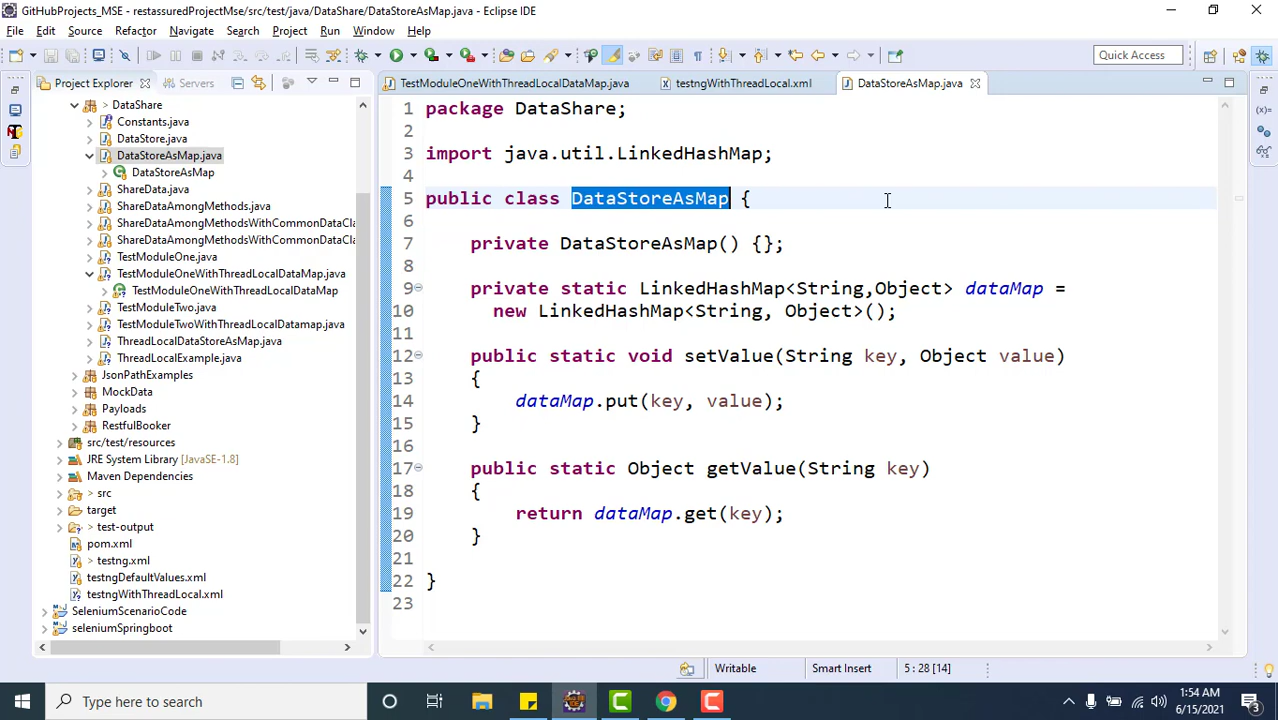 GitHubProjects_MSE - restassuredProjectMse/src/test/java/DataShare/DataStoreAsMap.java - Eclipse IDE
File Edit Source Refactor Navigate Search Project Run Window Help
Quick Access
Project Explorer
Servers
TestModuleOneWithThreadLocalDataMap.java
testngWithThreadLocal.xml
DataStoreAsMap.java
DataShare
Constants.java
DataStore.java
DataStoreAsMap.java
DataStoreAsMap
ShareData.java
ShareDataAmongMethods.java
ShareDataAmongMethodsWithCommonDataCla
ShareDataAmongMethodsWithCommonDataCla
TestModuleOne.java
TestModuleOneWithThreadLocalDataMap.java
TestModuleOneWithThreadLocalDataMap
TestModuleTwo.java
TestModuleTwoWithThreadLocalDatamap.java
ThreadLocalDataStoreAsMap.java
ThreadLocalExample.java
JsonPathExamples
MockData
Payloads
RestfulBooker
src/test/resources
JRE System Library [JavaSE-1.8]
Maven Dependencies
src
target
test-output
pom.xml
testng.xml
testngDefaultValues.xml
testngWithThreadLocal.xml
SeleniumScenarioCode
seleniumSpringboot
1 package DataShare;
2
3 import java.util.LinkedHashMap;
4
5 public class DataStoreAsMap {
6
7 private DataStoreAsMap() {};
8
9 private static LinkedHashMap<String,Object> dataMap =
10 new LinkedHashMap<String, Object>();
11
12 public static void setValue(String key, Object value)
13 {
14 dataMap.put(key, value);
15 }
16
17 public static Object getValue(String key)
18 {
19 return dataMap.get(key);
20 }
21
22 }
23
Writable
Smart Insert
5 : 28 [14]
Type here to search
1:54 AM
6/15/2021
3